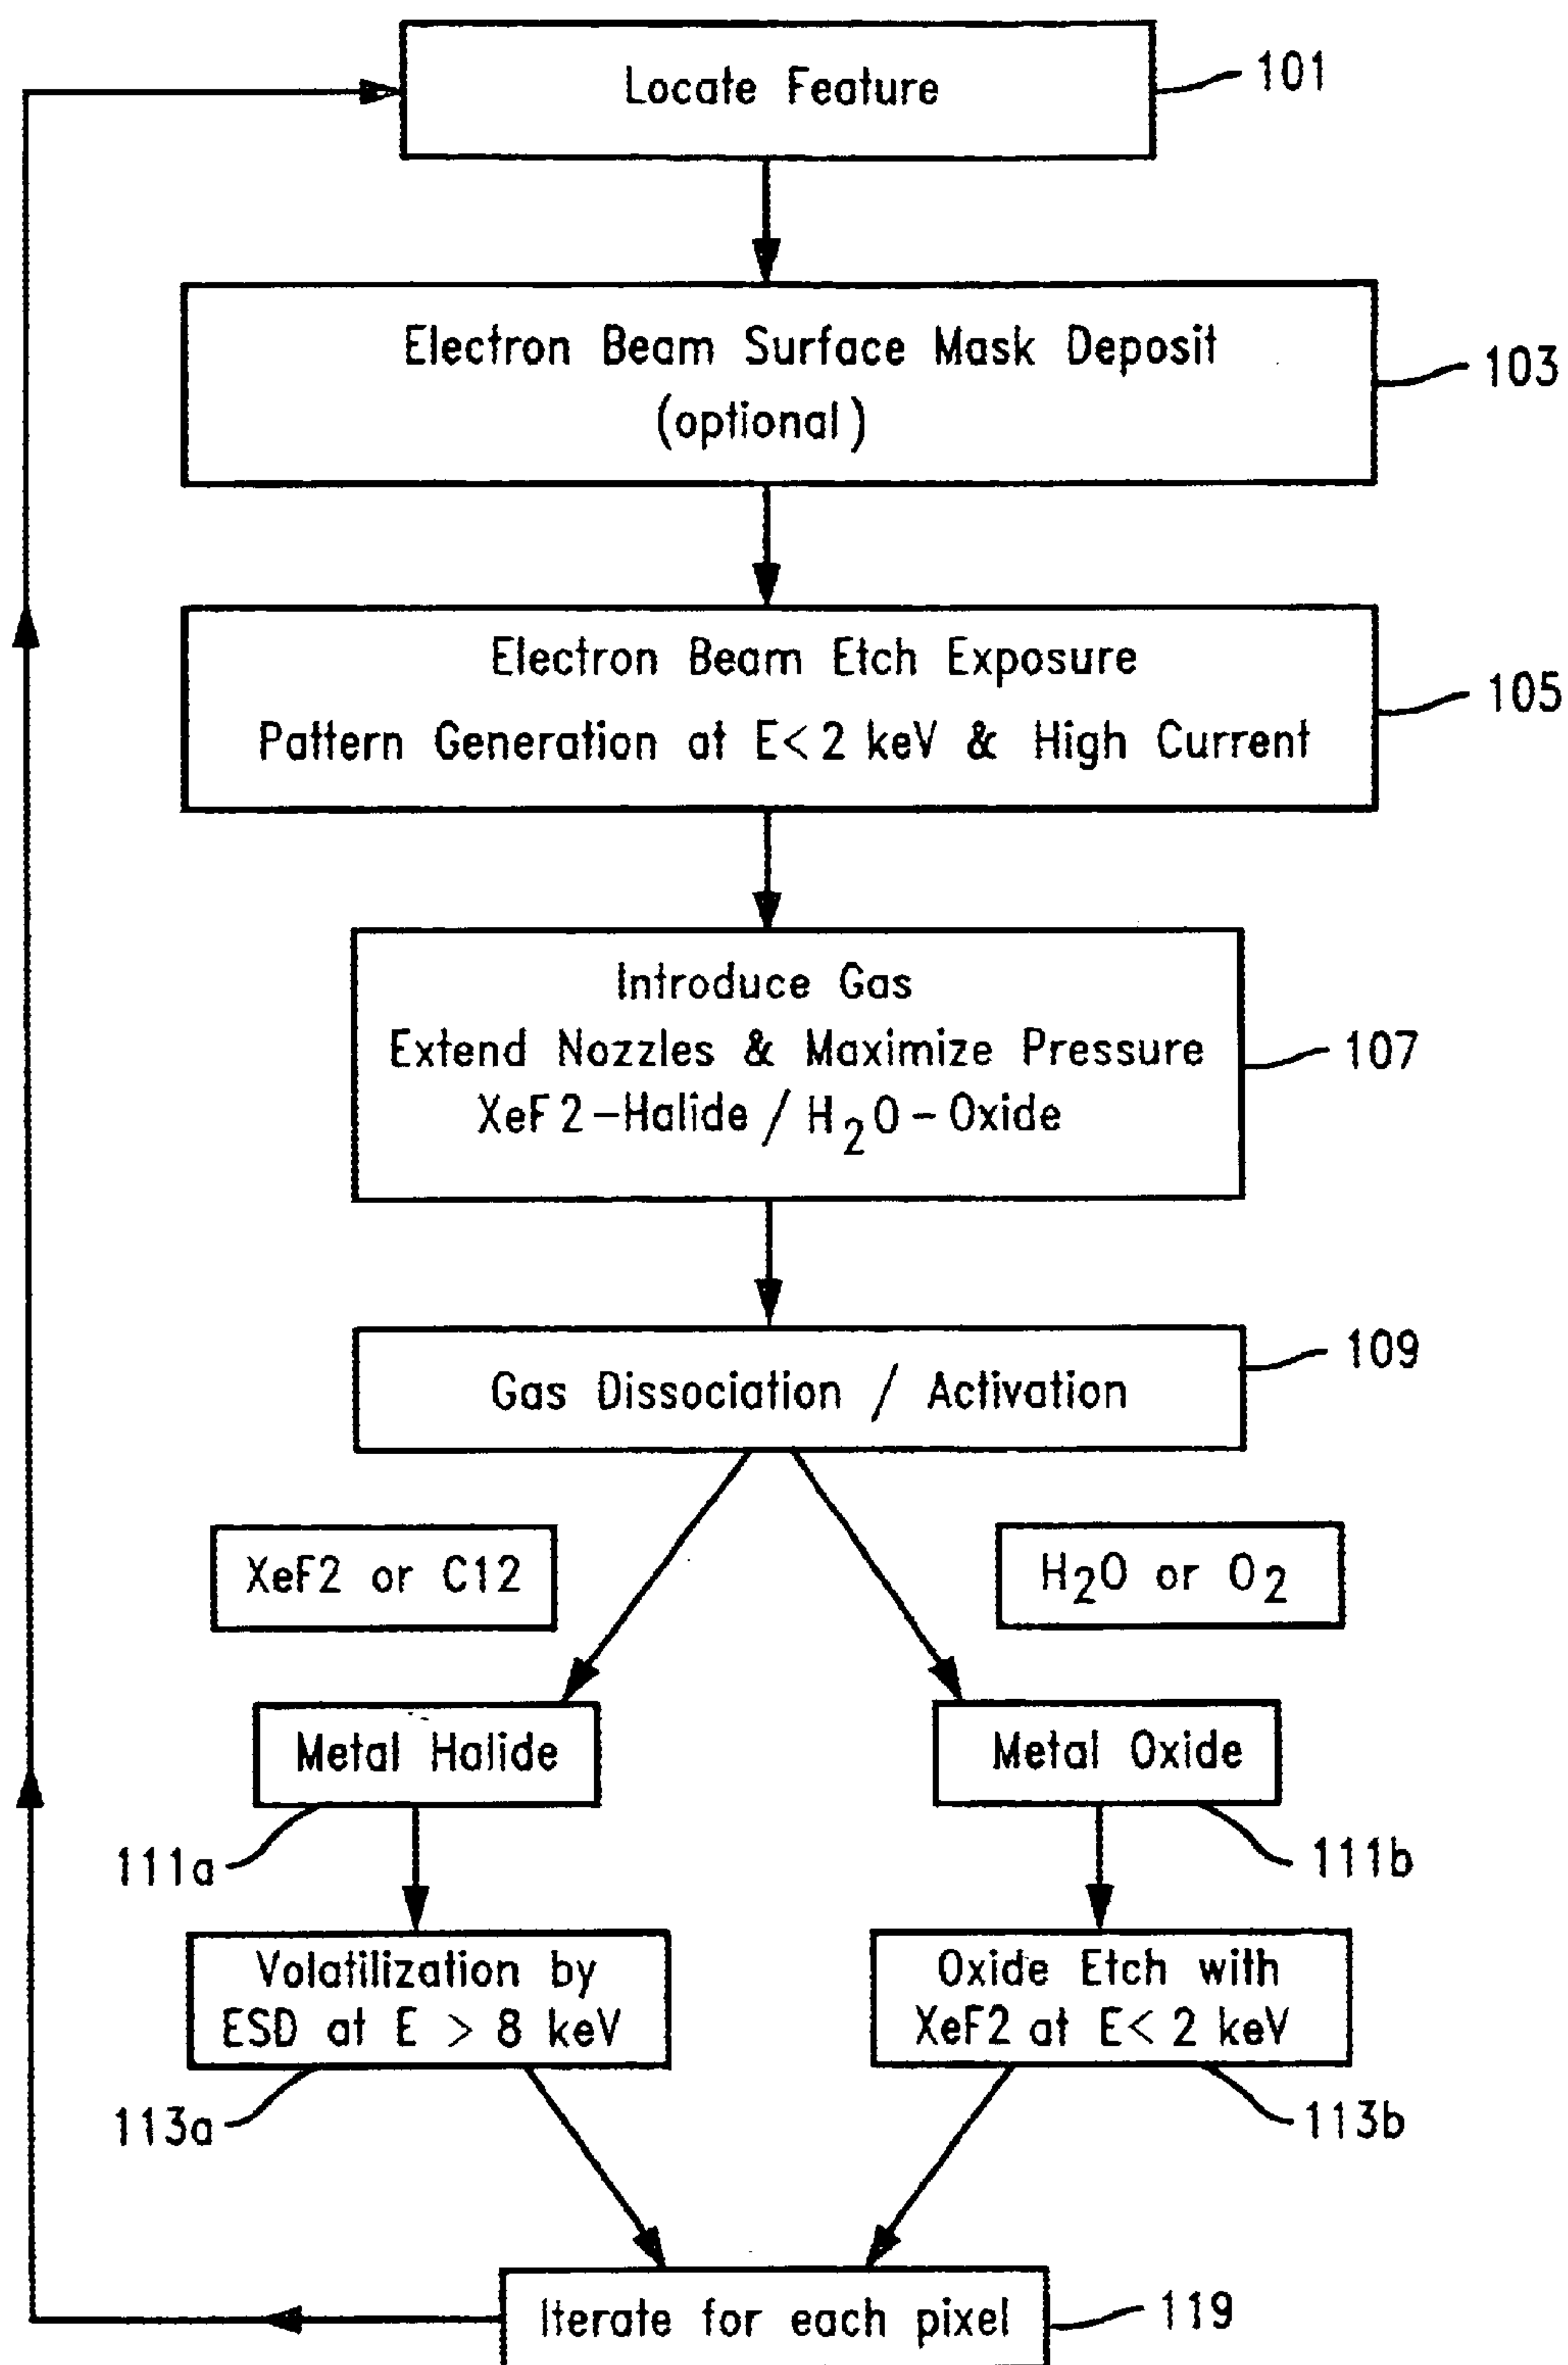 Locate Feature
101
Electron Beam Surface Mask Deposit
(optional)
103
Electron Beam Etch Exposure
Pattern Generation at E<2 keV & High Current
105
Introduce Gas
Extend Nozzles & Maximize Pressure
XeF2-Halide / H2O-Oxide
107
Gas Dissociation / Activation
109
XeF2 or C12
H2O or O2
Metal Halide
Metal Oxide
111a
111b
Volatilization by
ESD at E > 8 keV
Oxide Etch with
XeF2 at E< 2 keV
113a
113b
Iterate for each pixel
119